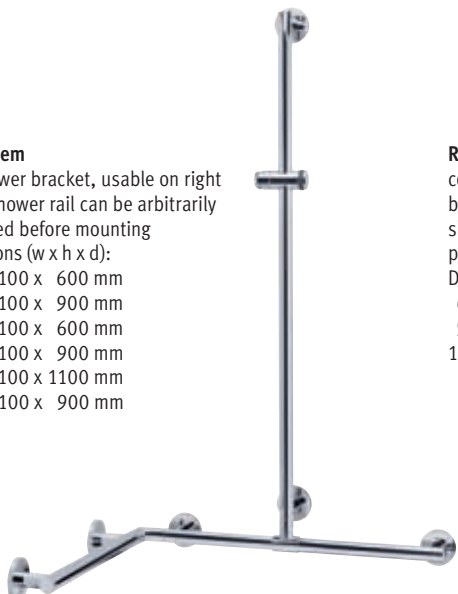 em
wer bracket, usable on right
hower rail can be arbitrarily
ed before mounting
ons (w x h x d):
100 x 600 mm
100 x 900 mm
100 x 600 mm
100 x 900 mm
100 x 1100 mm
100 x 900 mm
R
c
b
s
p
D
1